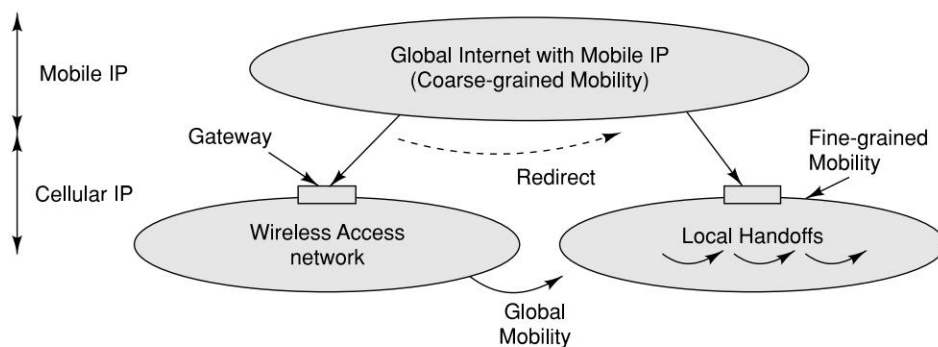 Global Internet with Mobile IP
(Coarse-grained Mobility)
Mobile IP
Gateway
Redirect
Fine-grained
Mobility
Cellular IP
Wireless Access
network
Local Handoffs
Global
Mobility